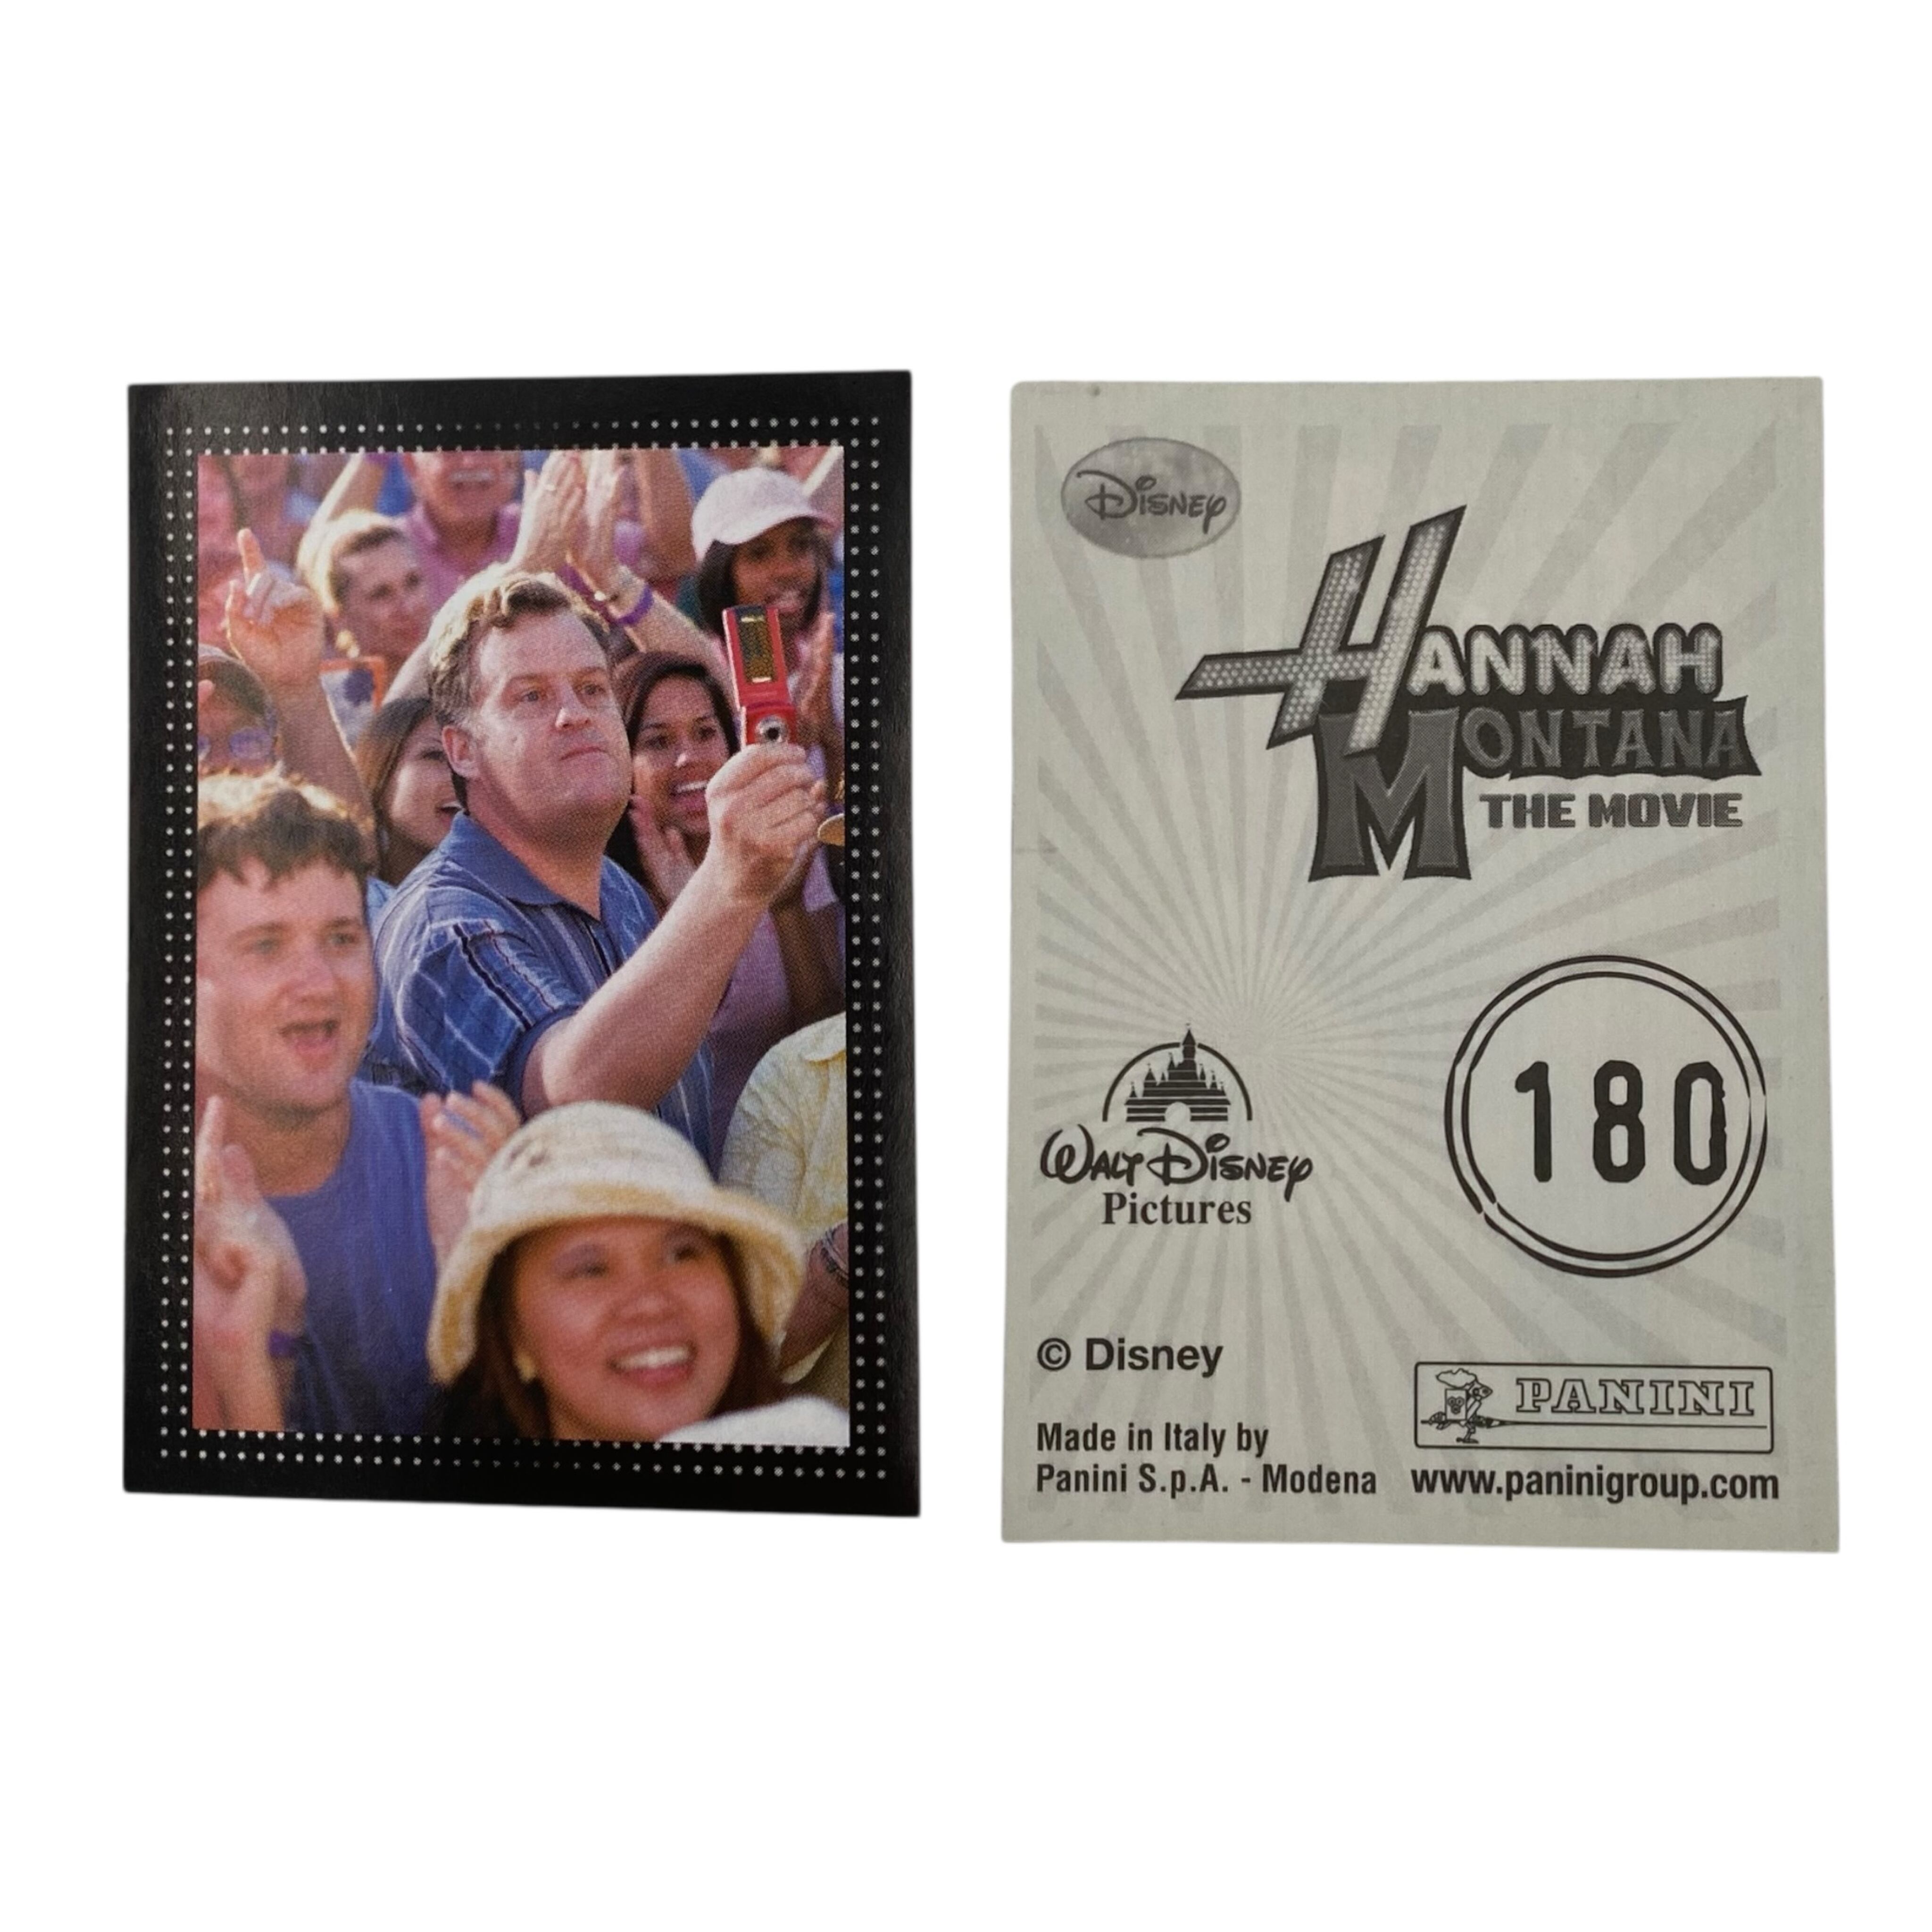 Disney
HANNAH
MONTANA
THE MOVIE
180
WALT DISNEY
Pictures
© Disney
PANINI
Made in Italy by
Panini S.p.A. - Modena
www.paninigroup.com